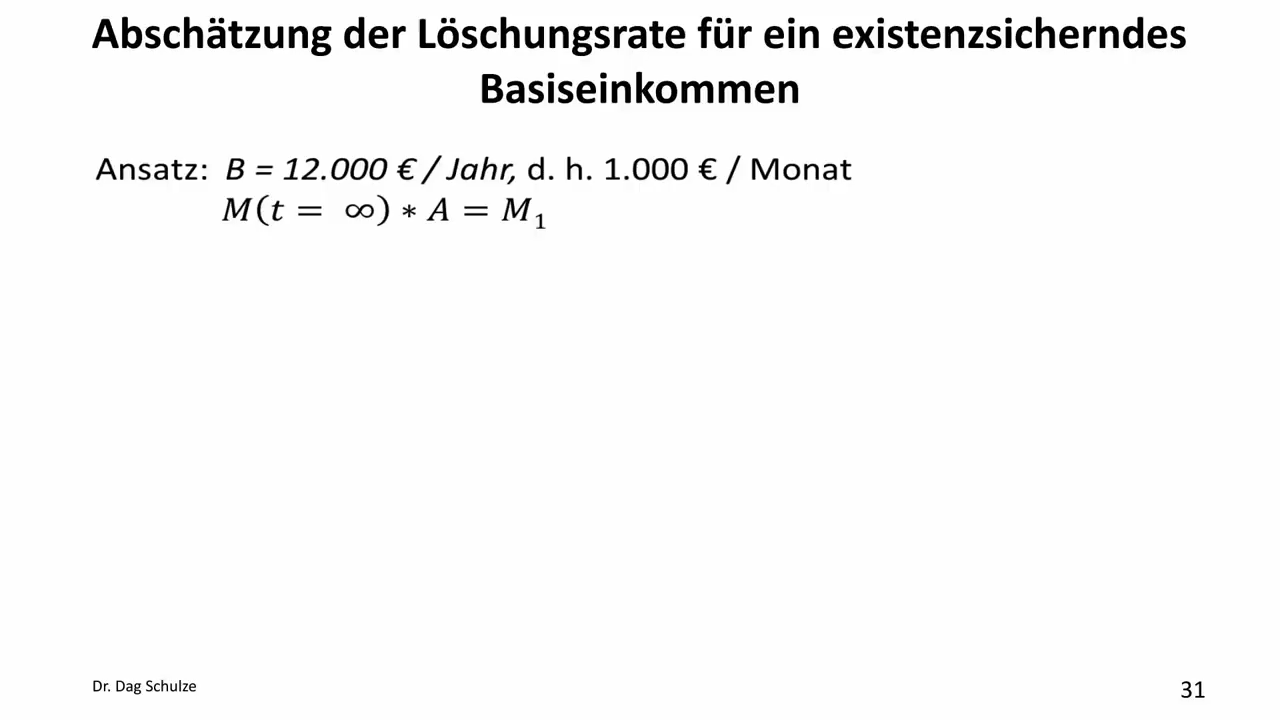 Abschätzung der Löschungsrate für ein existenzsicherndes
Basiseinkommen
Ansatz: B = 12.000 € / Jahr, d. h. 1.000 € / Monat
M(t = ∞) * A = M₁
Dr. Dag Schulze
31